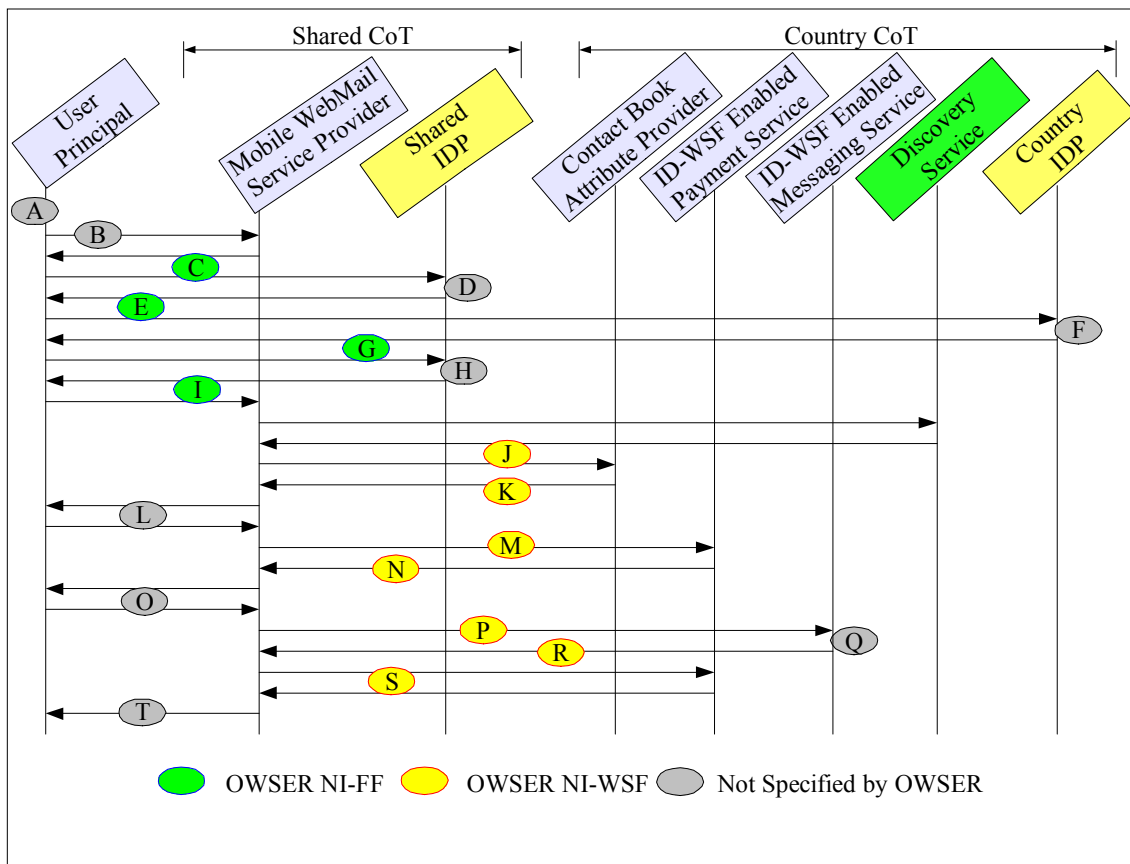 Shared CoT
Country CoT
User
Principal
Mobile WebMail
Service Provider
Shared
IDP
Contact Book
Attribute Provider
ID-WSF Enabled
Payment Service
ID-WSF Enabled
Messaging Service
Discovery
Service
Country
IDP
A
B
C
D
E
F
G
H
I
J
K
L
M
N
O
P
Q
R
S
T
OWSER NI-FF
OWSER NI-WSF
Not Specified by OWSER